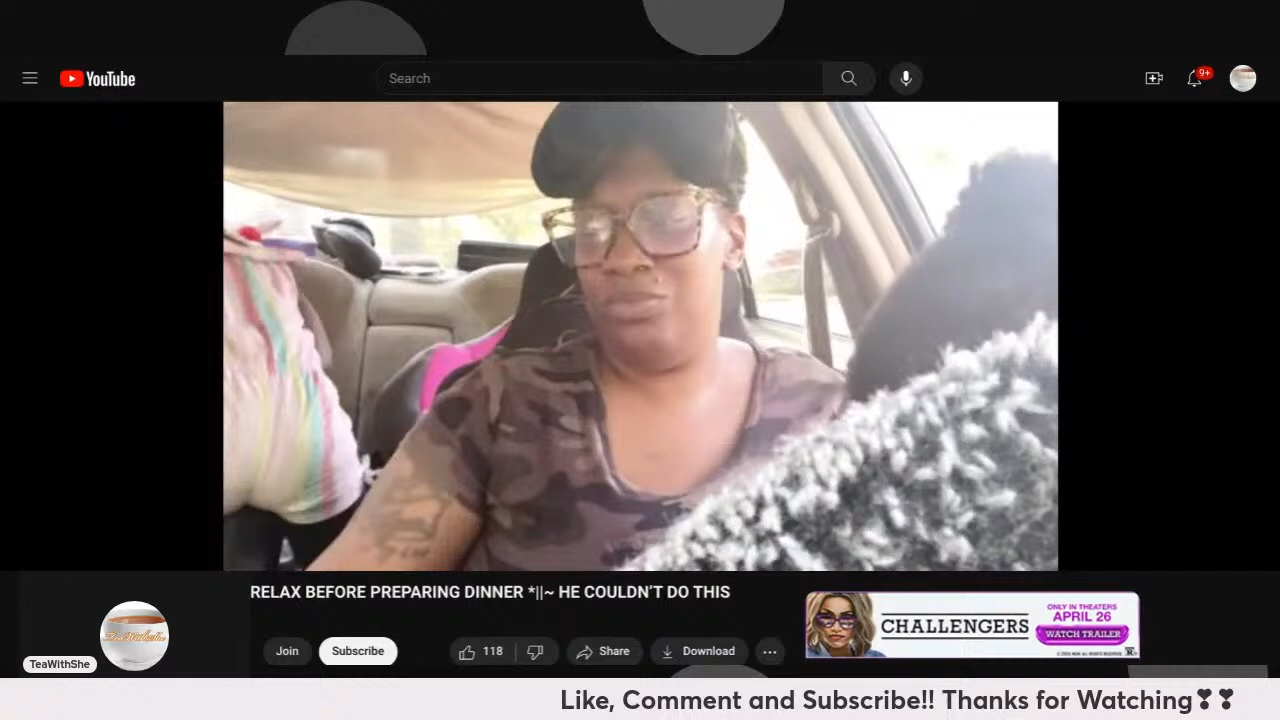 YouTube
Search
9+
RELAX BEFORE PREPARING DINNER *||~ HE COULDN'T DO THIS
Join
Subscribe
118
Share
Download
CHALLENGERS
ONLY IN THEATERS
APRIL 26
WATCH TRAILER
TeaWithShe
Like, Comment and Subscribe!! Thanks for Watching❣❣